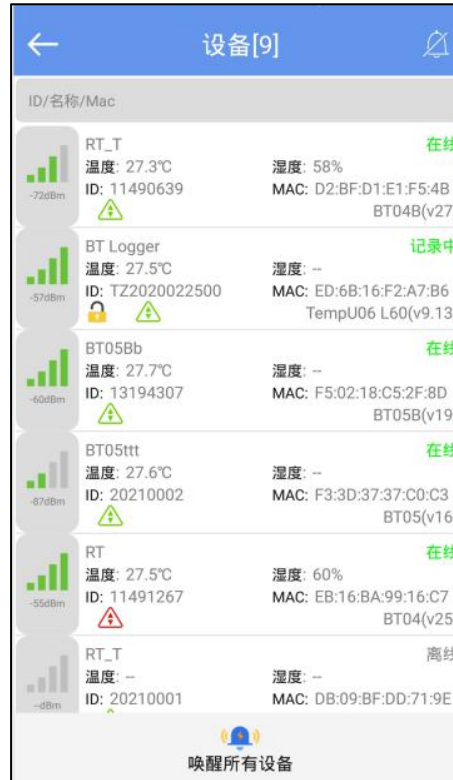 设备[9]
ID/名称/Mac
RT_T 在线
温度: 27.3℃ 湿度: 58%
-72dBm
ID: 11490639 MAC: D2:BF:D1:E1:F5:4B
BT04B(v27
BT Logger 记录中
温度: 27.5℃ 湿度: --
-57dBm
ID: TZ2020022500 MAC: ED:6B:16:F2:A7:B6
TempU06 L60(v9.13
BT05Bb 在线
温度: 27.7℃ 湿度: --
-60dBm
ID: 13194307 MAC: F5:02:18:C5:2F:8D
BT05B(v19
BT05ttt 在线
温度: 27.6℃ 湿度: --
-87dBm
ID: 20210002 MAC: F3:3D:37:37:C0:C3
BT05(v16
RT 在线
温度: 27.5℃ 湿度: 60%
-55dBm
ID: 11491267 MAC: EB:16:BA:99:16:C7
BT04(v25
RT_T 离线
温度: -- 湿度: --
--dBm
ID: 20210001 MAC: DB:09:BF:DD:71:9E
唤醒所有设备